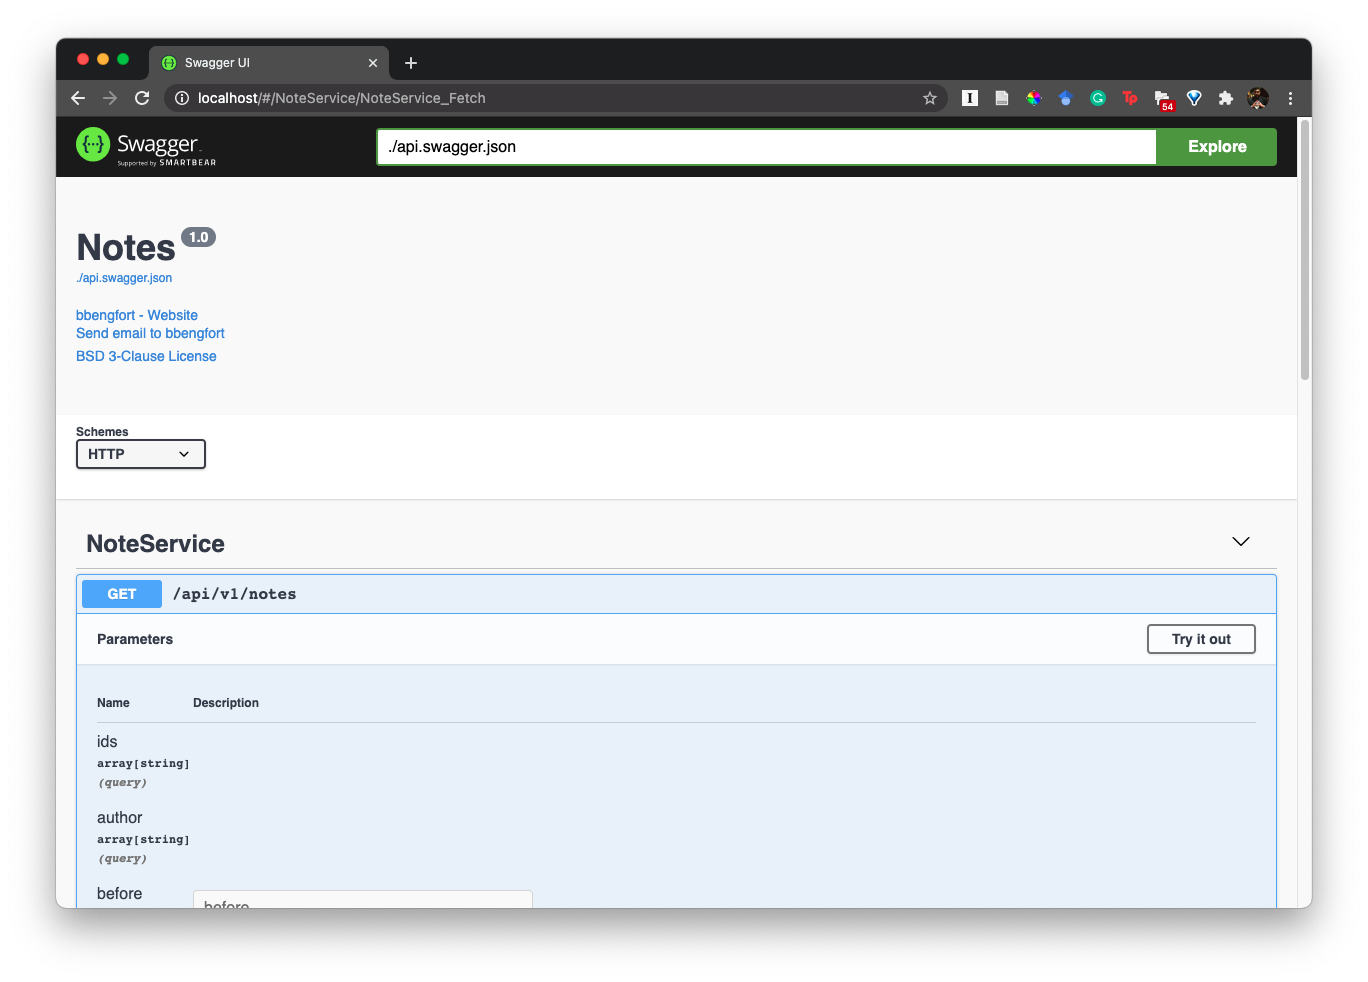 Swagger UI
localhost/#/NoteService/NoteService_Fetch
54
Swagger
Supported by SMARTBEAR
./api.swagger.json
Explore
Notes 1.0
./api.swagger.json
bbengfort - Website
Send email to bbengfort
BSD 3-Clause License
Schemes
HTTP
NoteService
GET /api/v1/notes
Parameters
Try it out
Name Description
ids
array[string]
(query)
author
array[string]
(query)
before
before